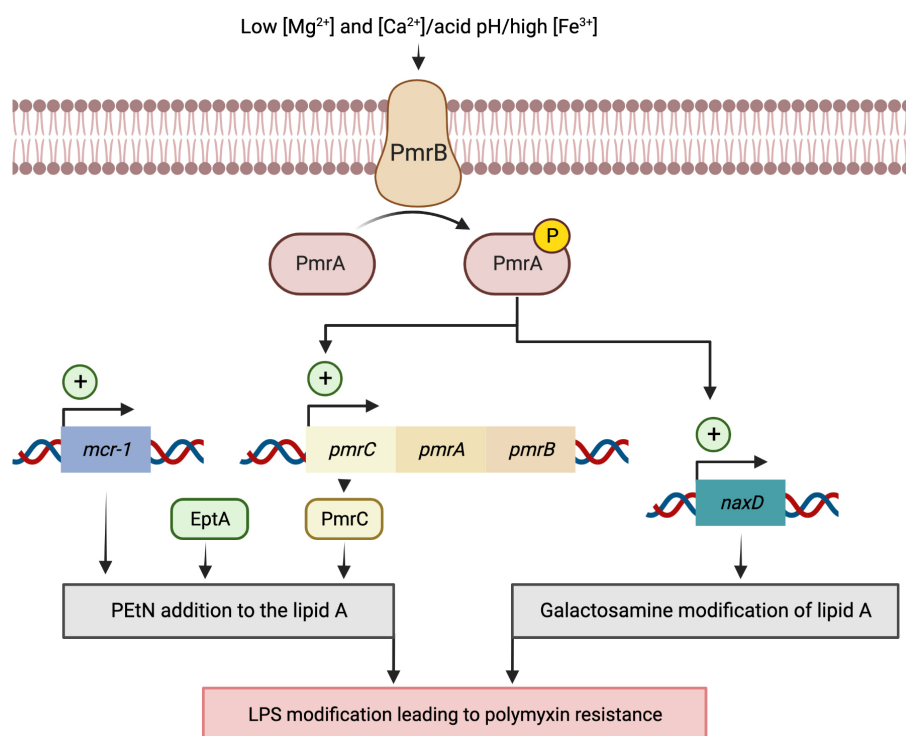 Low [Mg²⁺] and [Ca²⁺]/acid pH/high [Fe³⁺]
PmrB
P
PmrA
PmrA
+
+
+
mcr-1
pmrC
pmrA
pmrB
naxD
EptA
PmrC
PEtN addition to the lipid A
Galactosamine modification of lipid A
LPS modification leading to polymyxin resistance